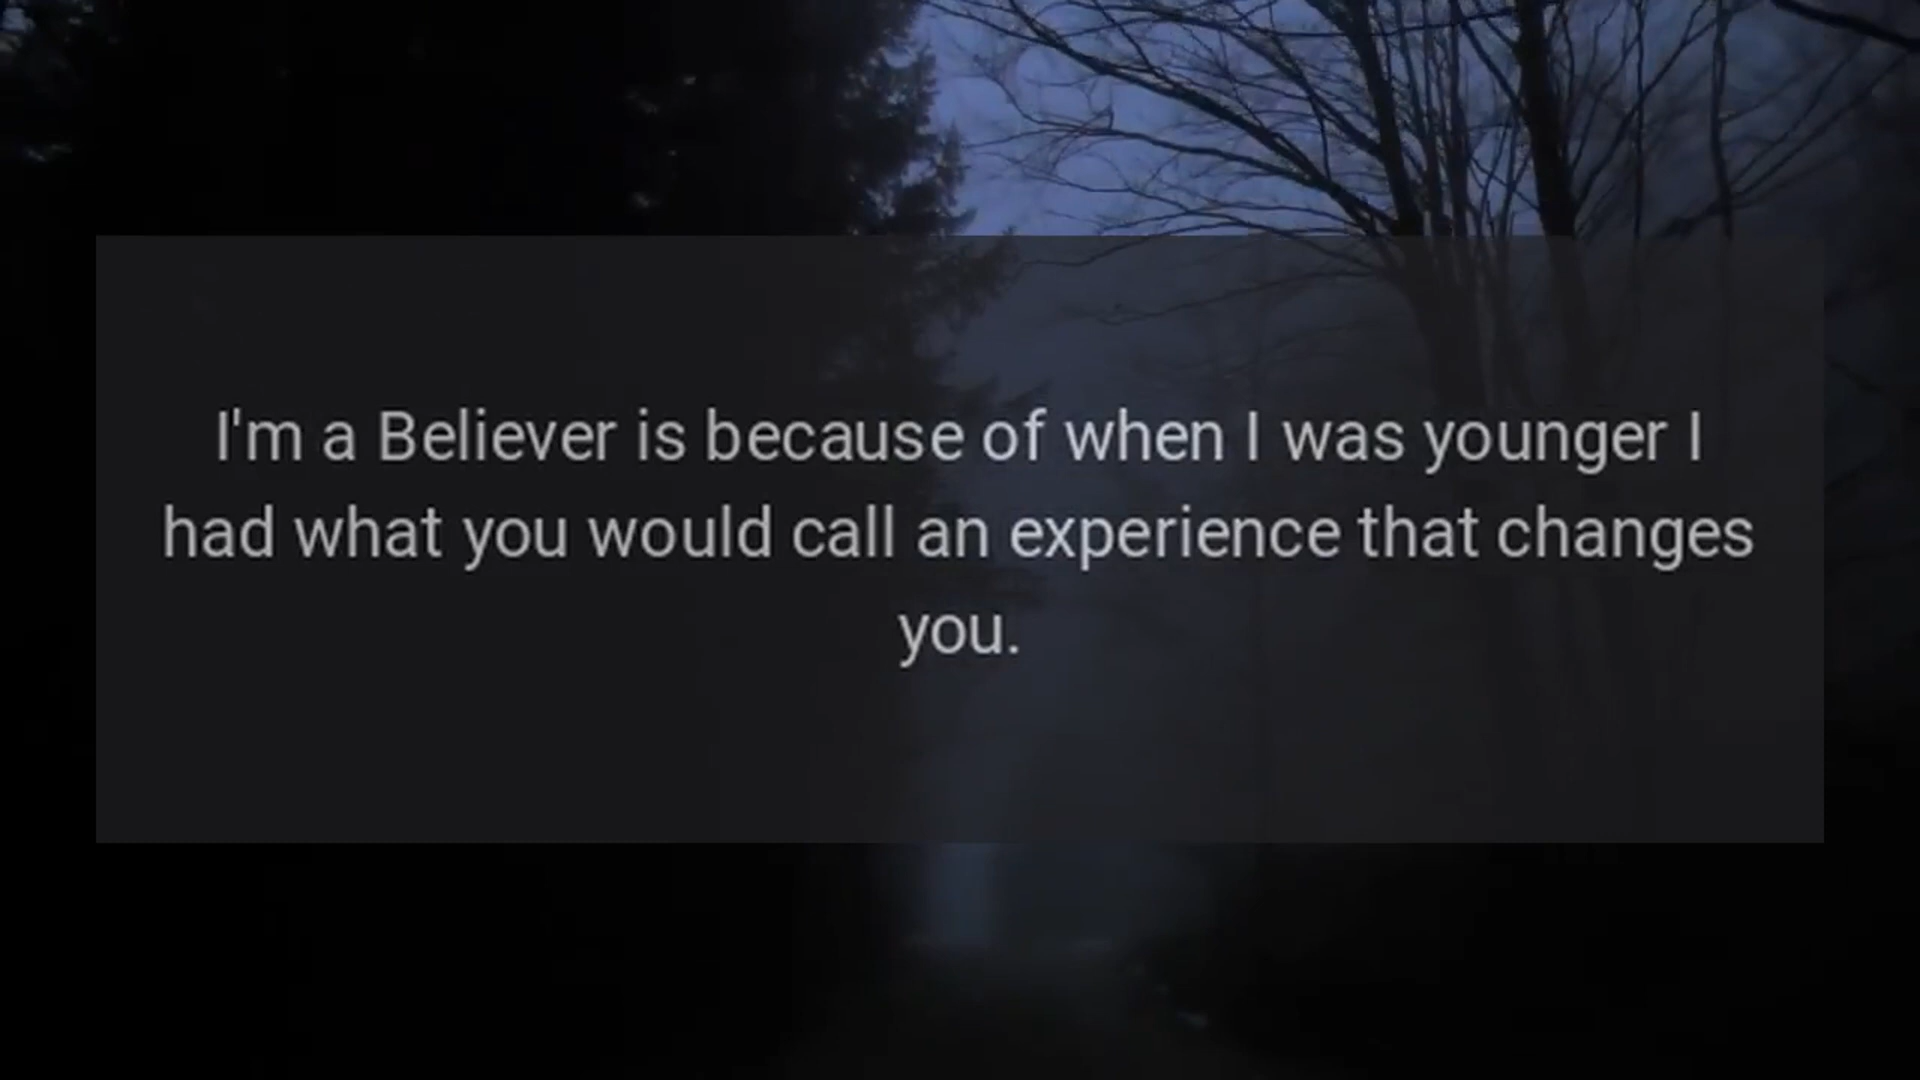 I'm a Believer is because of when I was younger I
had what you would call an experience that changes
you.